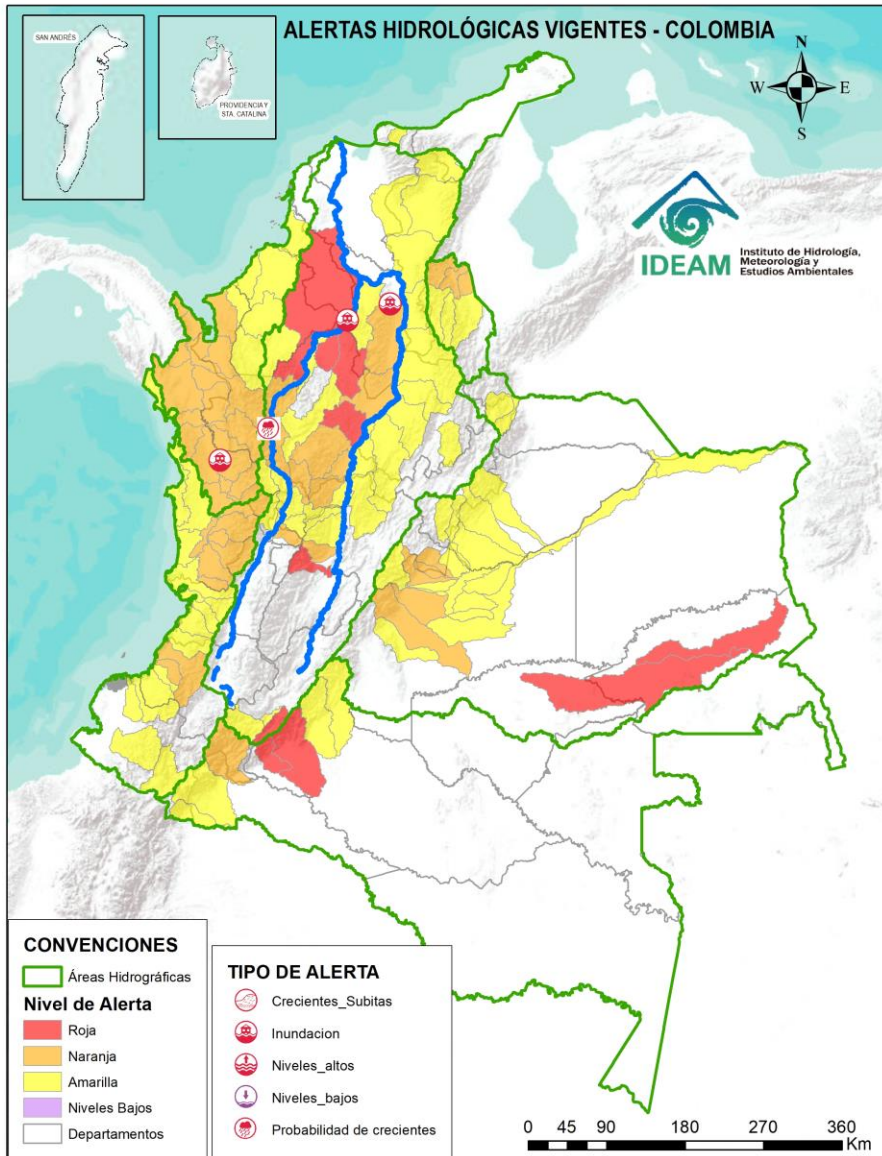 ALERTAS HIDROLÓGICAS VIGENTES - COLOMBIA
SAN ANDRÉS
PROVIDENCIA Y
STA. CATALINA
N
W
E
S
IDEAM
Instituto de Hidrología,
Meteorología y
Estudios Ambientales
CONVENCIONES
Áreas Hidrográficas
Nivel de Alerta
Roja
Naranja
Amarilla
Niveles Bajos
Departamentos
TIPO DE ALERTA
Crecientes_Subitas
Inundacion
Niveles_altos
Niveles_bajos
Probabilidad de crecientes
0 45 90 180 270 360
Km